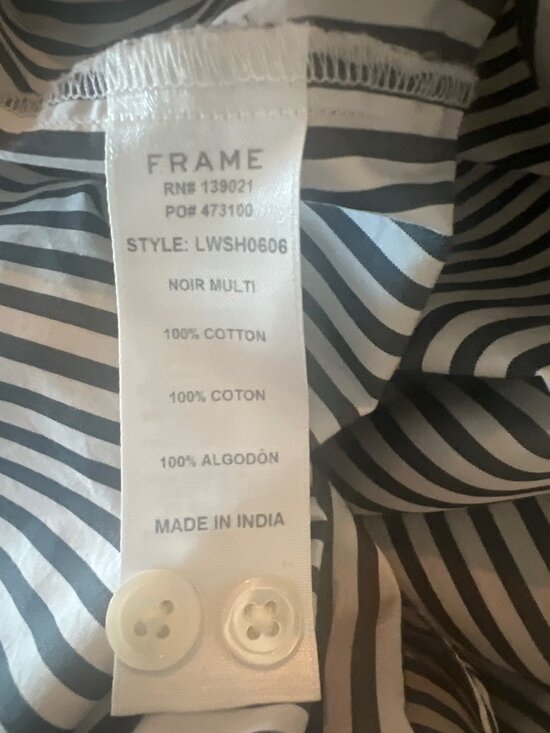 FRAME
RN# 139021
PO# 473100
STYLE: LWSH0606
NOIR MULTI
100% COTTON
100% COTON
100% ALGODÓN
MADE IN INDIA